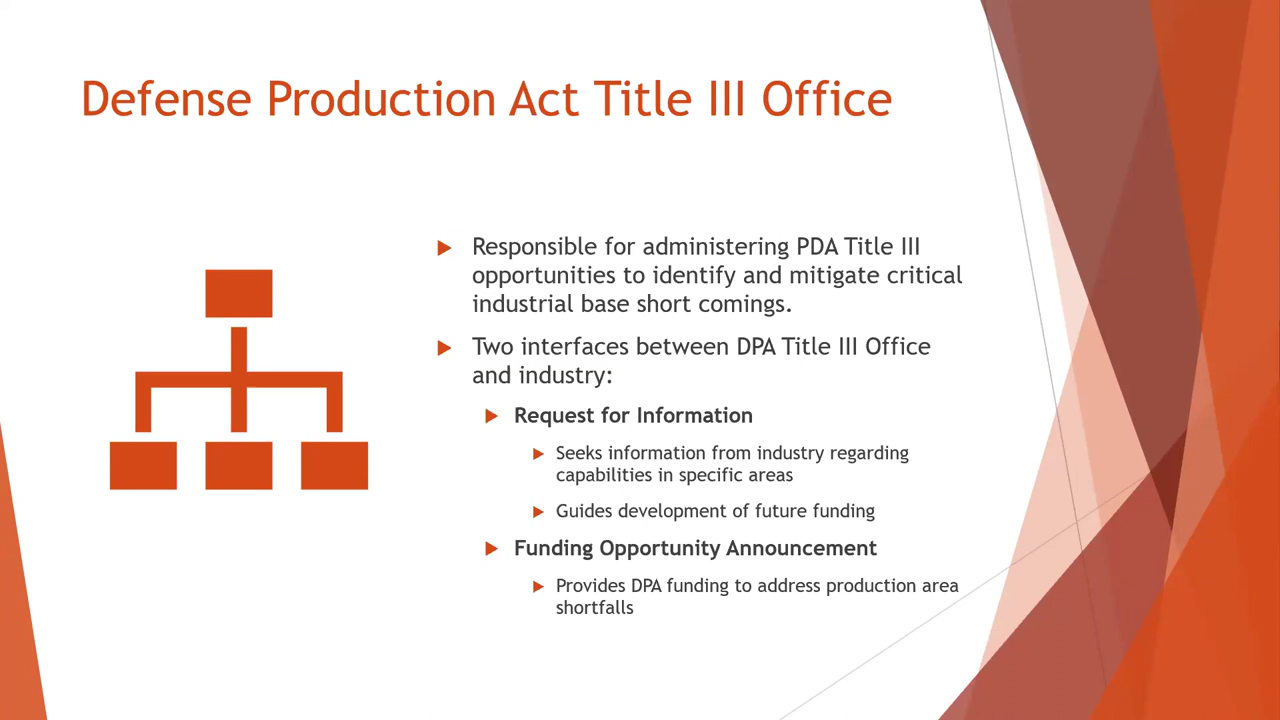 Defense Production Act Title III Office
Responsible for administering PDA Title III
opportunities to identify and mitigate critical
industrial base short comings.
Two interfaces between DPA Title III Office
and industry:
Request for Information
Seeks information from industry regarding
capabilities in specific areas
Guides development of future funding
Funding Opportunity Announcement
Provides DPA funding to address production area
shortfalls